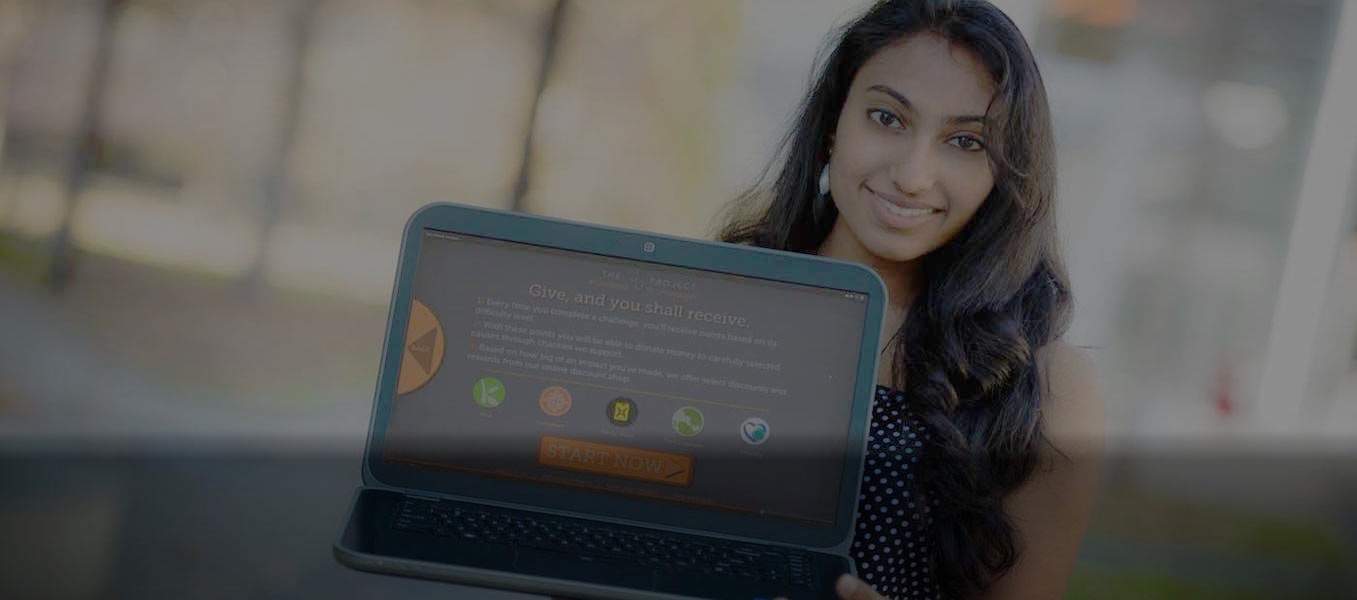 THE PROJECT
Give, and you shall receive.
1. Every time you complete a challenge, you'll receive points based on its
difficulty level.
2. With these points you will be able to donate money to carefully-selected
causes through charities we support.
3. Based on how big of an impact you've made, we offer select discounts and
rewards from our online discount shop.
BACK
START NOW